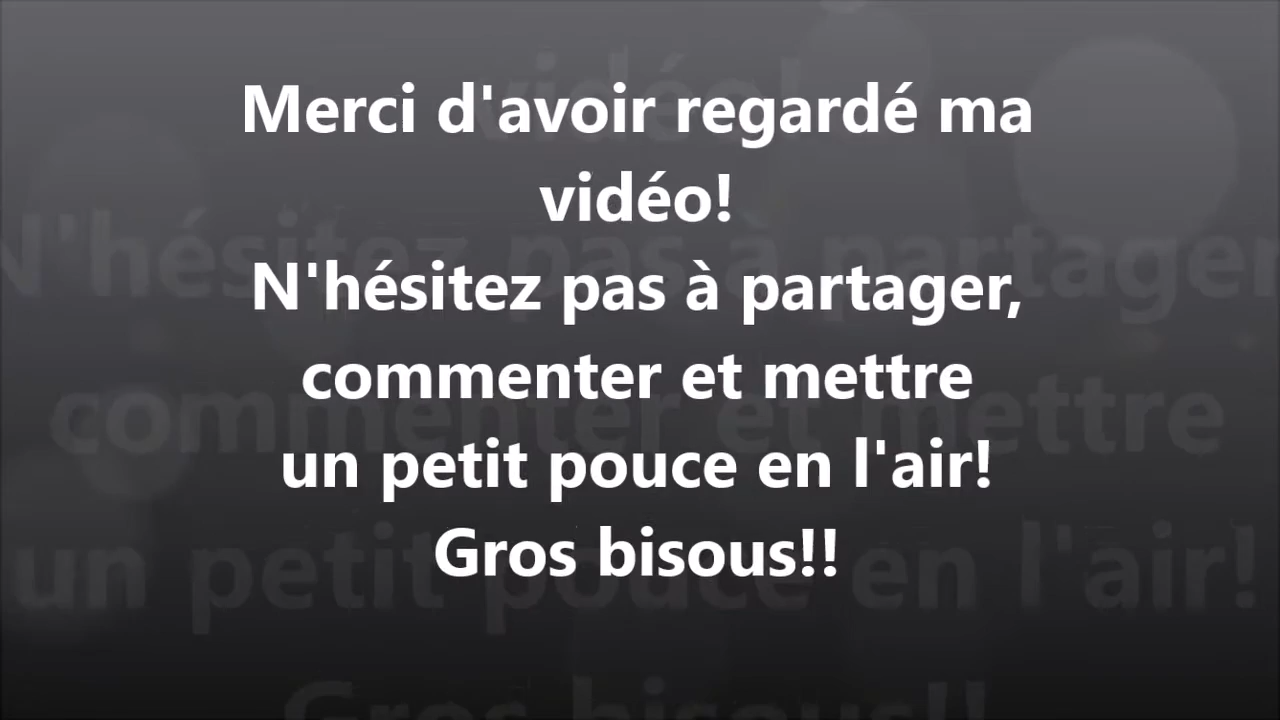 Merci d'avoir regardé ma
vidéo!
N'hésitez pas à partager,
commenter et mettre
un petit pouce en l'air!
Gros bisous!!